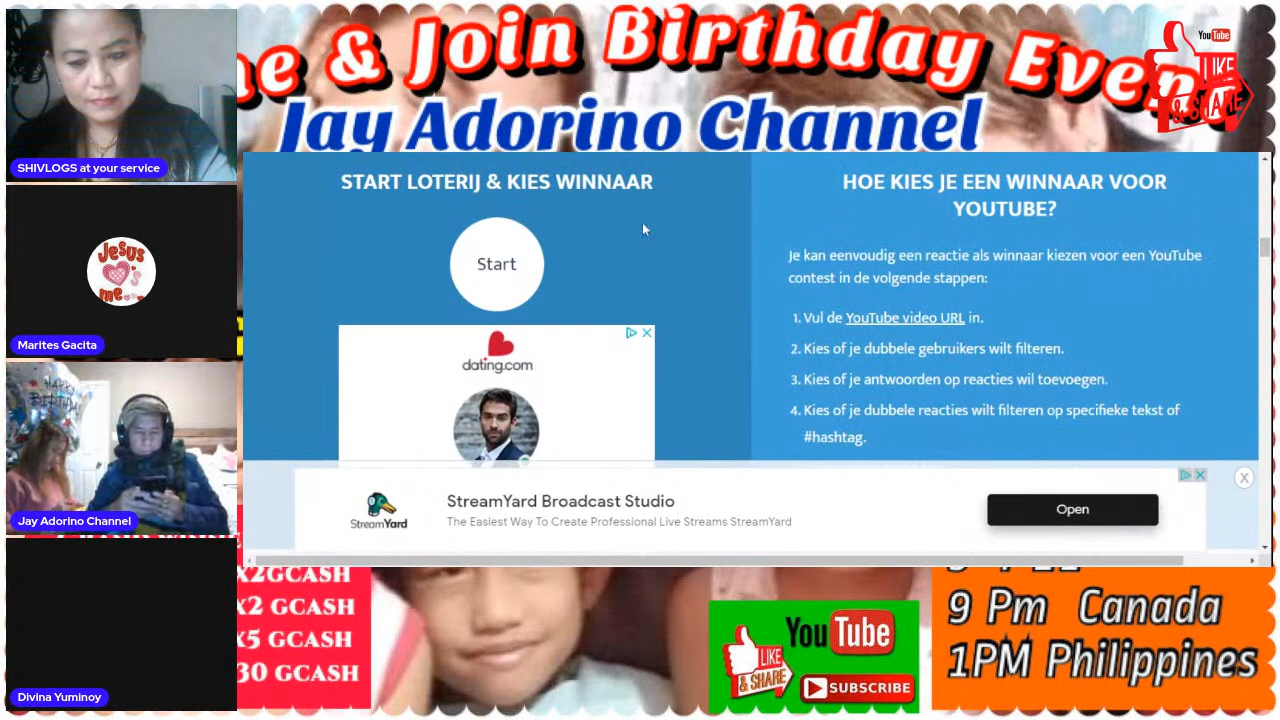 & Join Birthday Even
Jay Adorino Channel
YouTube
LIKE
& SHARE
SHIVLOGS at your service
Jesus
's
me
Marites Gacita
HAPPY
BIRTHDAY
Jay Adorino Channel
Divina Yuminoy
START LOTERIJ & KIES WINNAAR
Start
dating.com
HOE KIES JE EEN WINNAAR VOOR
YOUTUBE?
Je kan eenvoudig een reactie als winnaar kiezen voor een YouTube
contest in de volgende stappen:
1. Vul de YouTube video URL in.
2. Kies of je dubbele gebruikers wilt filteren.
3. Kies of je antwoorden op reacties wil toevoegen.
4. Kies of je dubbele reacties wilt filteren op specifieke tekst of
#hashtag.
StreamYard
StreamYard Broadcast Studio
The Easiest Way To Create Professional Live Streams StreamYard
Open
X
X2GCASH
X2 GCASH
X5 GCASH
30 GCASH
YouTube
LIKE
& SHARE
SUBSCRIBE
9 Pm Canada
1PM Philippines